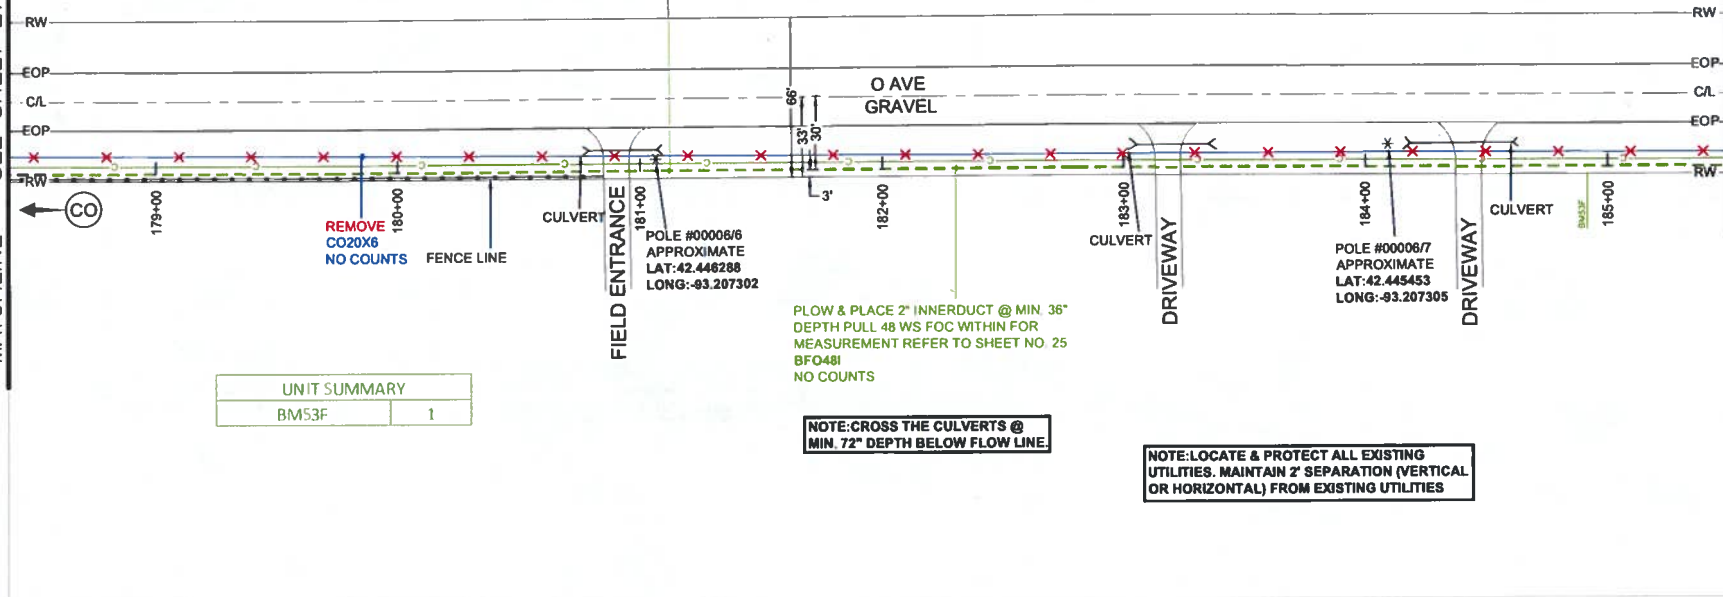 RW
RW
EOP
EOP
C/L
C/L
EOP
EOP
RW
RW
O AVE
GRAVEL
66'
33'
30'
3'
CO
179+00
180+00
181+00
182+00
183+00
184+00
185+00
REMOVE
CO20X6
NO COUNTS
FENCE LINE
CULVERT
FIELD ENTRANCE
POLE #00006/6
APPROXIMATE
LAT:42.446288
LONG:-93.207302
CULVERT
DRIVEWAY
POLE #00006/7
APPROXIMATE
LAT:42.445453
LONG:-93.207305
DRIVEWAY
CULVERT
BM53F
PLOW & PLACE 2" INNERDUCT @ MIN. 36"
DEPTH PULL 48 WS FOC WITHIN FOR
MEASUREMENT REFER TO SHEET NO. 25
BFO48I
NO COUNTS
UNIT SUMMARY
BM53F 1
NOTE:CROSS THE CULVERTS @
MIN. 72" DEPTH BELOW FLOW LINE.
NOTE:LOCATE & PROTECT ALL EXISTING
UTILITIES. MAINTAIN 2' SEPARATION (VERTICAL
OR HORIZONTAL) FROM EXISTING UTILITIES